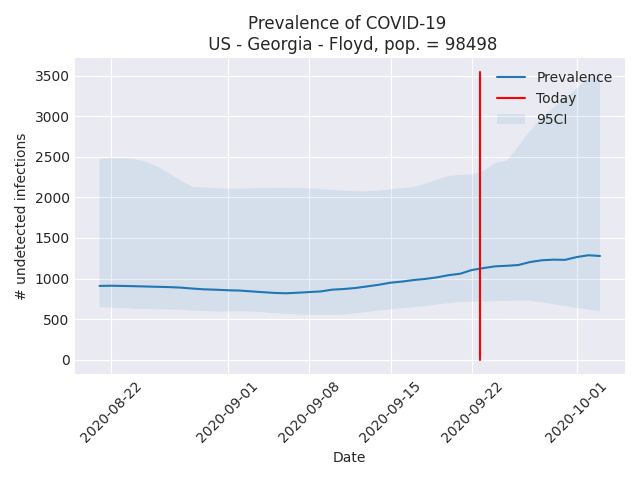 Prevalence of COVID-19
US - Georgia - Floyd, pop. = 98498
Prevalence
Today
95CI
# undetected infections
3500
3000
2500
2000
1500
1000
500
0
2020-08-22
2020-09-01
2020-09-08
2020-09-15
2020-09-22
2020-10-01
Date